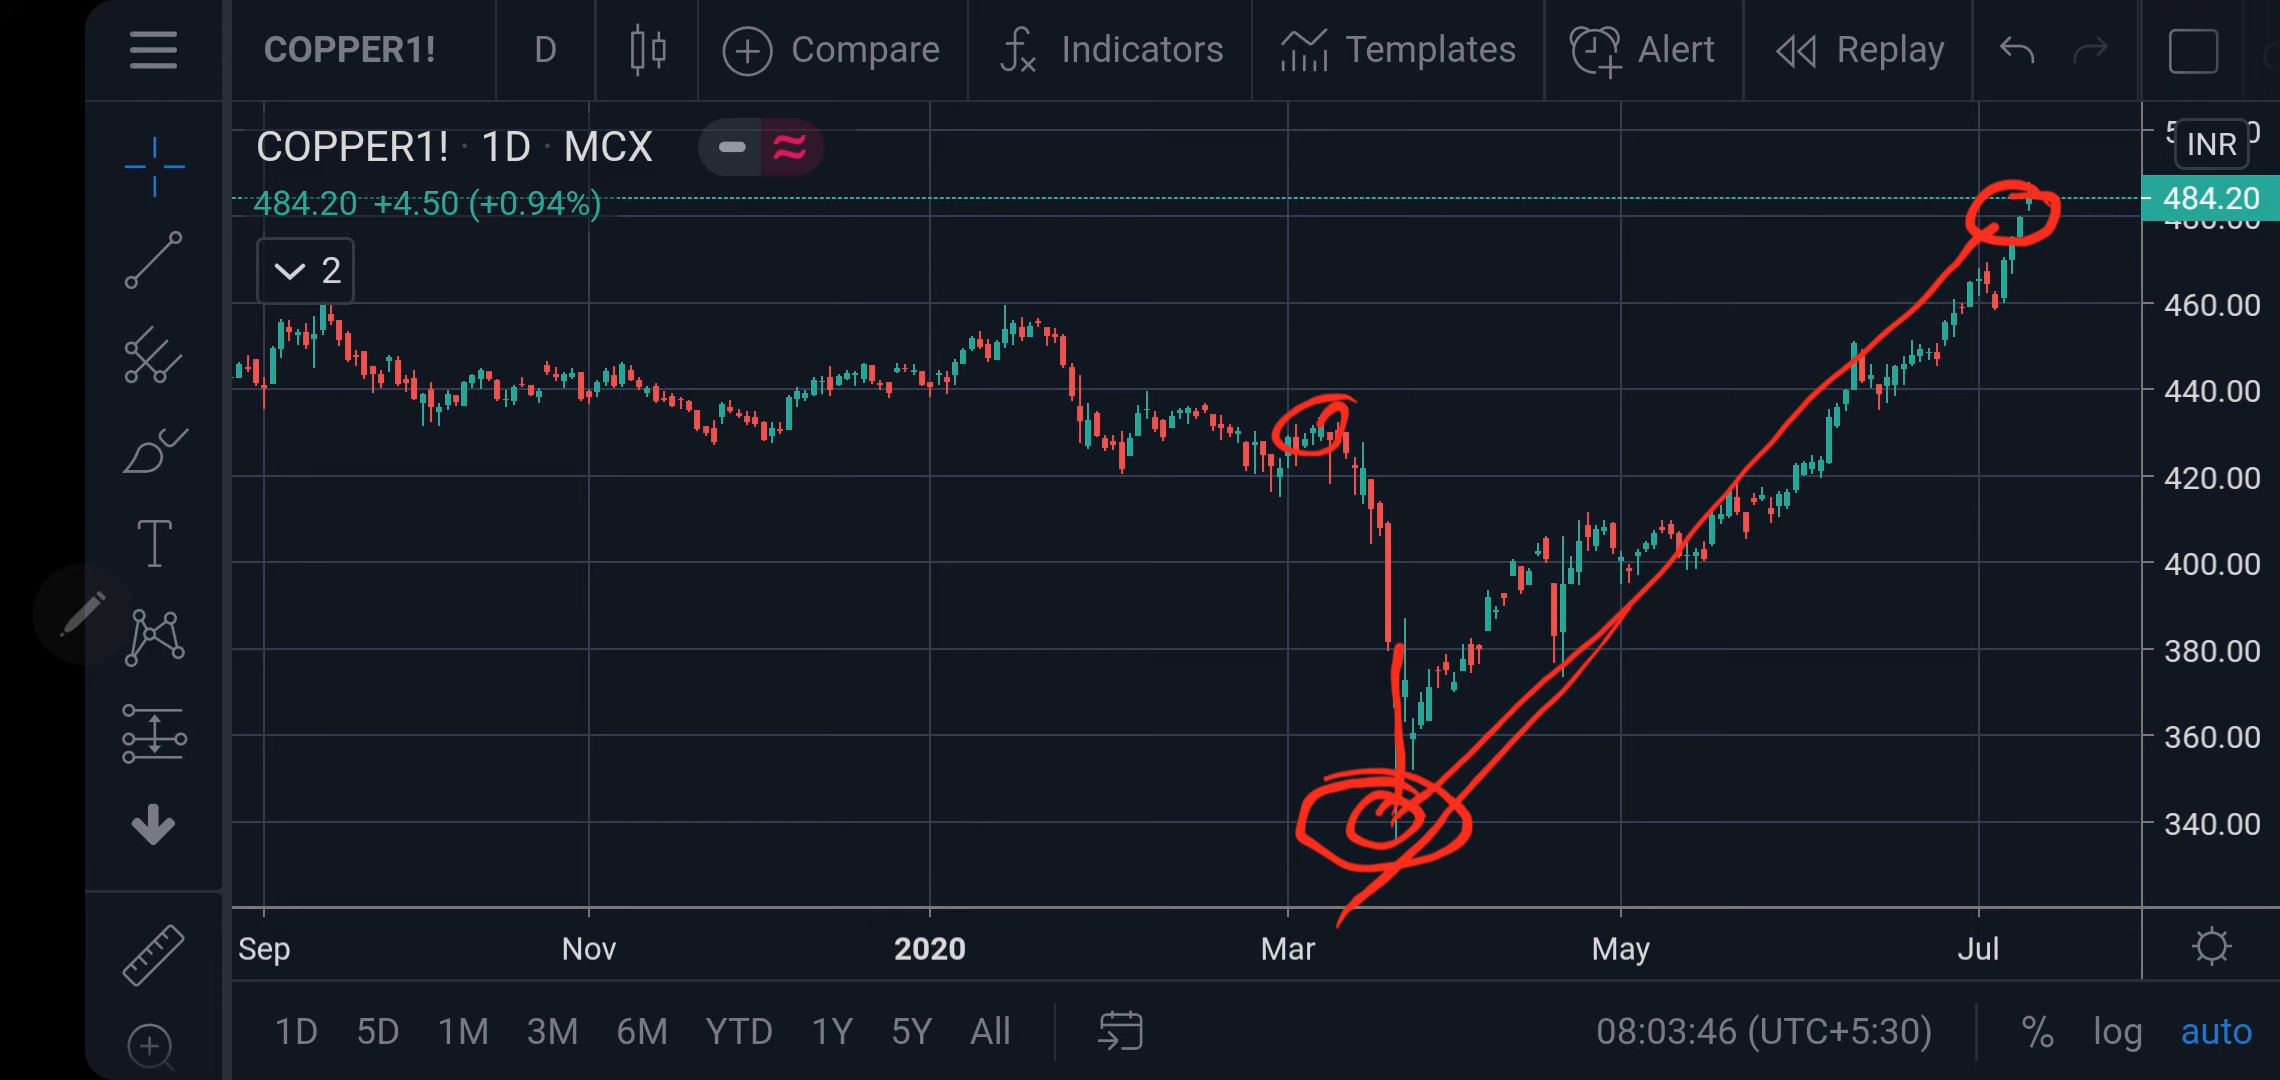 COPPER1! D Compare Indicators Templates Alert Replay
COPPER1! · 1D · MCX
INR
484.20 +4.50 (+0.94%)
484.20
2
460.00
440.00
420.00
400.00
380.00
360.00
340.00
Sep Nov 2020 Mar May Jul
1D 5D 1M 3M 6M YTD 1Y 5Y All 08:03:46 (UTC+5:30) % log auto